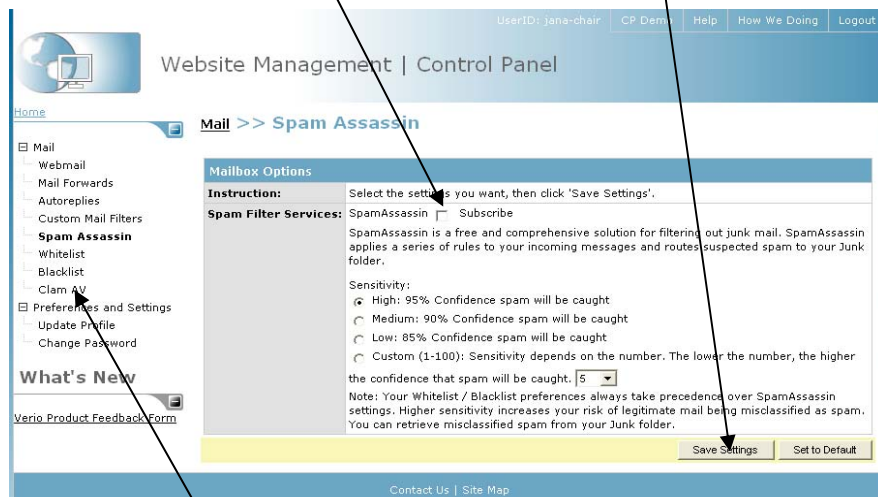 UserID: jana-chair CP Demo Help How We Doing Logout
Website Management | Control Panel
Home
Mail
Webmail
Mail Forwards
Autoreplies
Custom Mail Filters
Spam Assassin
Whitelist
Blacklist
Clam AV
Preferences and Settings
Update Profile
Change Password
What's New
Verio Product Feedback Form
Mail >> Spam Assassin
Mailbox Options
Instruction: Select the settings you want, then click 'Save Settings'.
Spam Filter Services: SpamAssassin Subscribe
SpamAssassin is a free and comprehensive solution for filtering out junk mail. SpamAssassin
applies a series of rules to your incoming messages and routes suspected spam to your Junk
folder.
Sensitivity:
High: 95% Confidence spam will be caught
Medium: 90% Confidence spam will be caught
Low: 85% Confidence spam will be caught
Custom (1-100): Sensitivity depends on the number. The lower the number, the higher
the confidence that spam will be caught. 5
Note: Your Whitelist / Blacklist preferences always take precedence over SpamAssassin
settings. Higher sensitivity increases your risk of legitimate mail being misclassified as spam.
You can retrieve misclassified spam from your Junk folder.
Save Settings Set to Default
Contact Us | Site Map